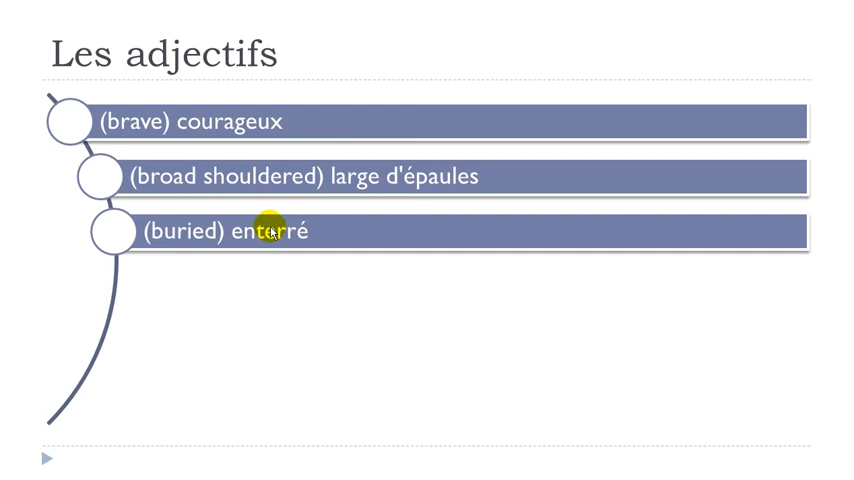 Les adjectifs
(brave) courageux
(broad shouldered) large d'épaules
(buried) enterré